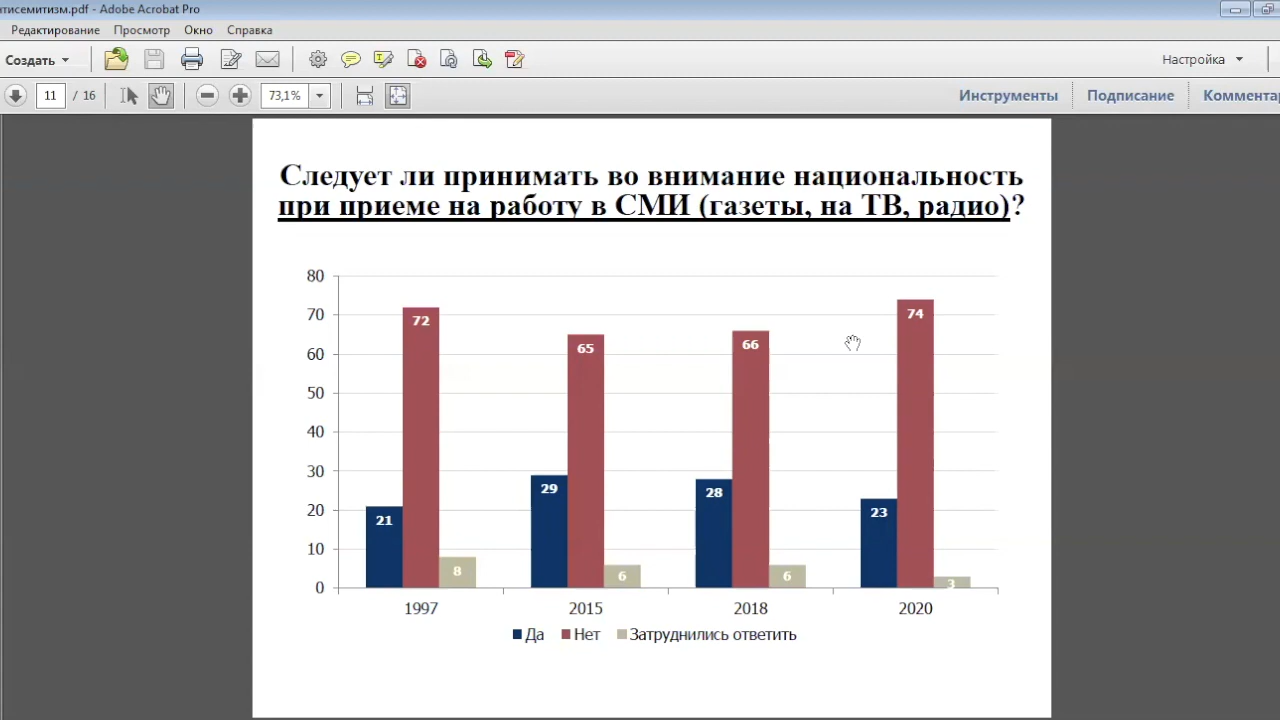 нтисемитизм.pdf - Adobe Acrobat Pro
Редактирование Просмотр Окно Справка
Создать Настройка
11 / 16 73,1% Инструменты Подписание Коммента
Следует ли принимать во внимание национальность
при приеме на работу в СМИ (газеты, на ТВ, радио)?
80
70
60
50
40
30
20
10
0
21 72 8
29 65 6
28 66 6
23 74 3
1997 2015 2018 2020
Да Нет Затруднились ответить